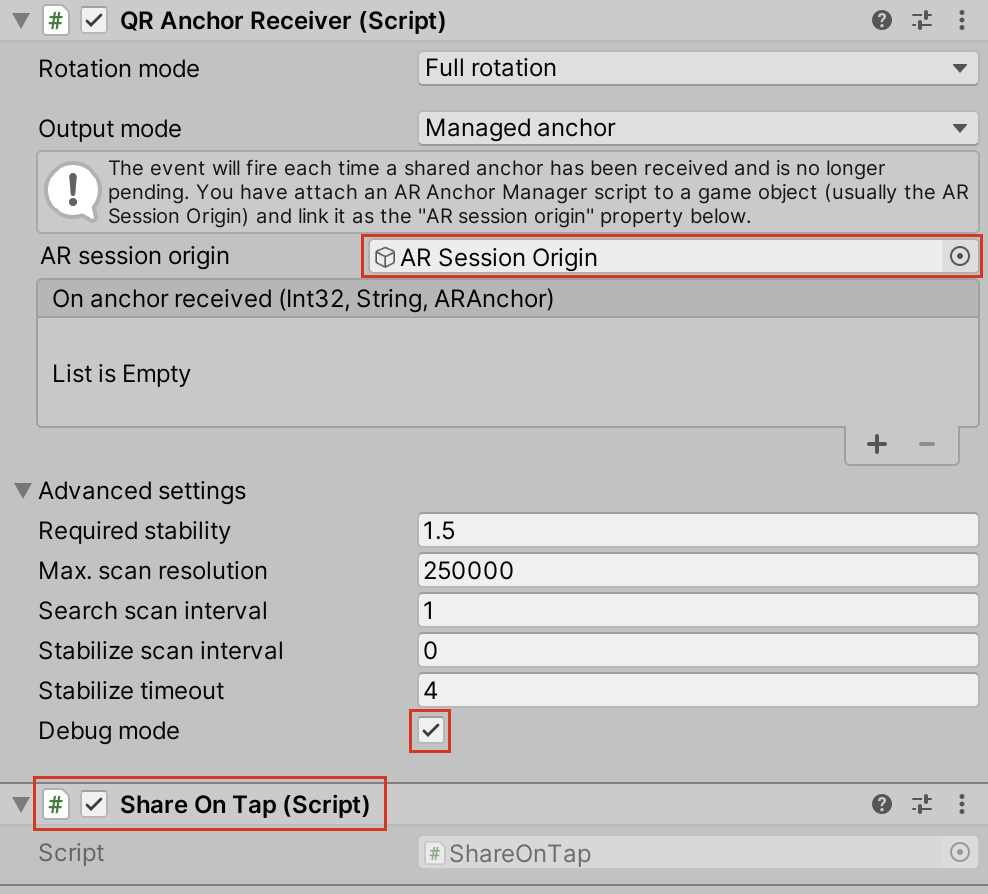 QR Anchor Receiver (Script)
Rotation mode Full rotation
Output mode Managed anchor
The event will fire each time a shared anchor has been received and is no longer
pending. You have attach an AR Anchor Manager script to a game object (usually the AR
Session Origin) and link it as the "AR session origin" property below.
AR session origin AR Session Origin
On anchor received (Int32, String, ARAnchor)
List is Empty
Advanced settings
Required stability 1.5
Max. scan resolution 250000
Search scan interval 1
Stabilize scan interval 0
Stabilize timeout 4
Debug mode
# Share On Tap (Script)
Script # ShareOnTap